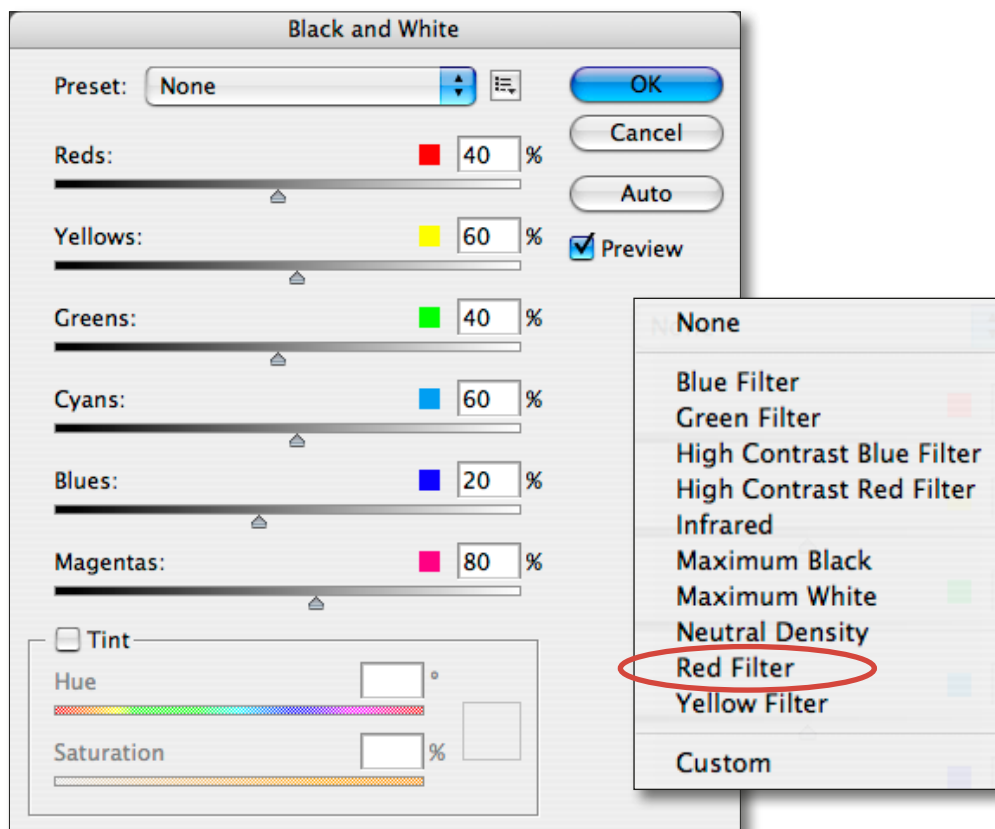 Black and White
Preset: None
OK
Cancel
Auto
Preview
Reds: 40 %
Yellows: 60 %
Greens: 40 %
Cyans: 60 %
Blues: 20 %
Magentas: 80 %
Tint
Hue °
Saturation %
None
Blue Filter
Green Filter
High Contrast Blue Filter
High Contrast Red Filter
Infrared
Maximum Black
Maximum White
Neutral Density
Red Filter
Yellow Filter
Custom